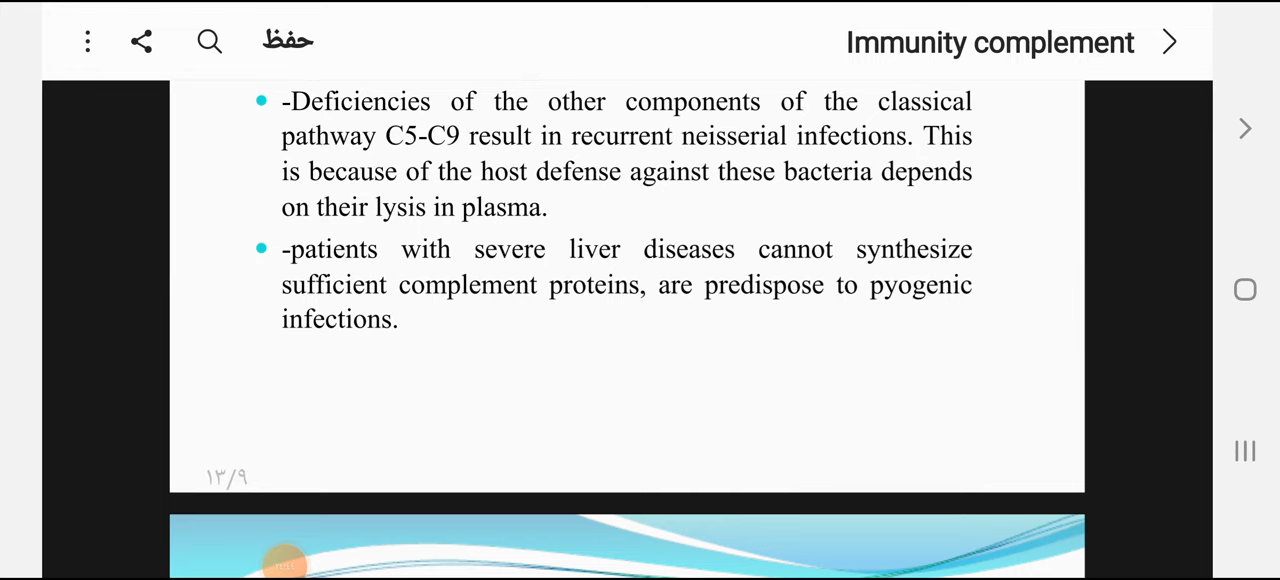 حفظ
Immunity complement
-Deficiencies of the other components of the classical
pathway C5-C9 result in recurrent neisserial infections. This
is because of the host defense against these bacteria depends
on their lysis in plasma.
-patients with severe liver diseases cannot synthesize
sufficient complement proteins, are predispose to pyogenic
infections.
١٣/٩